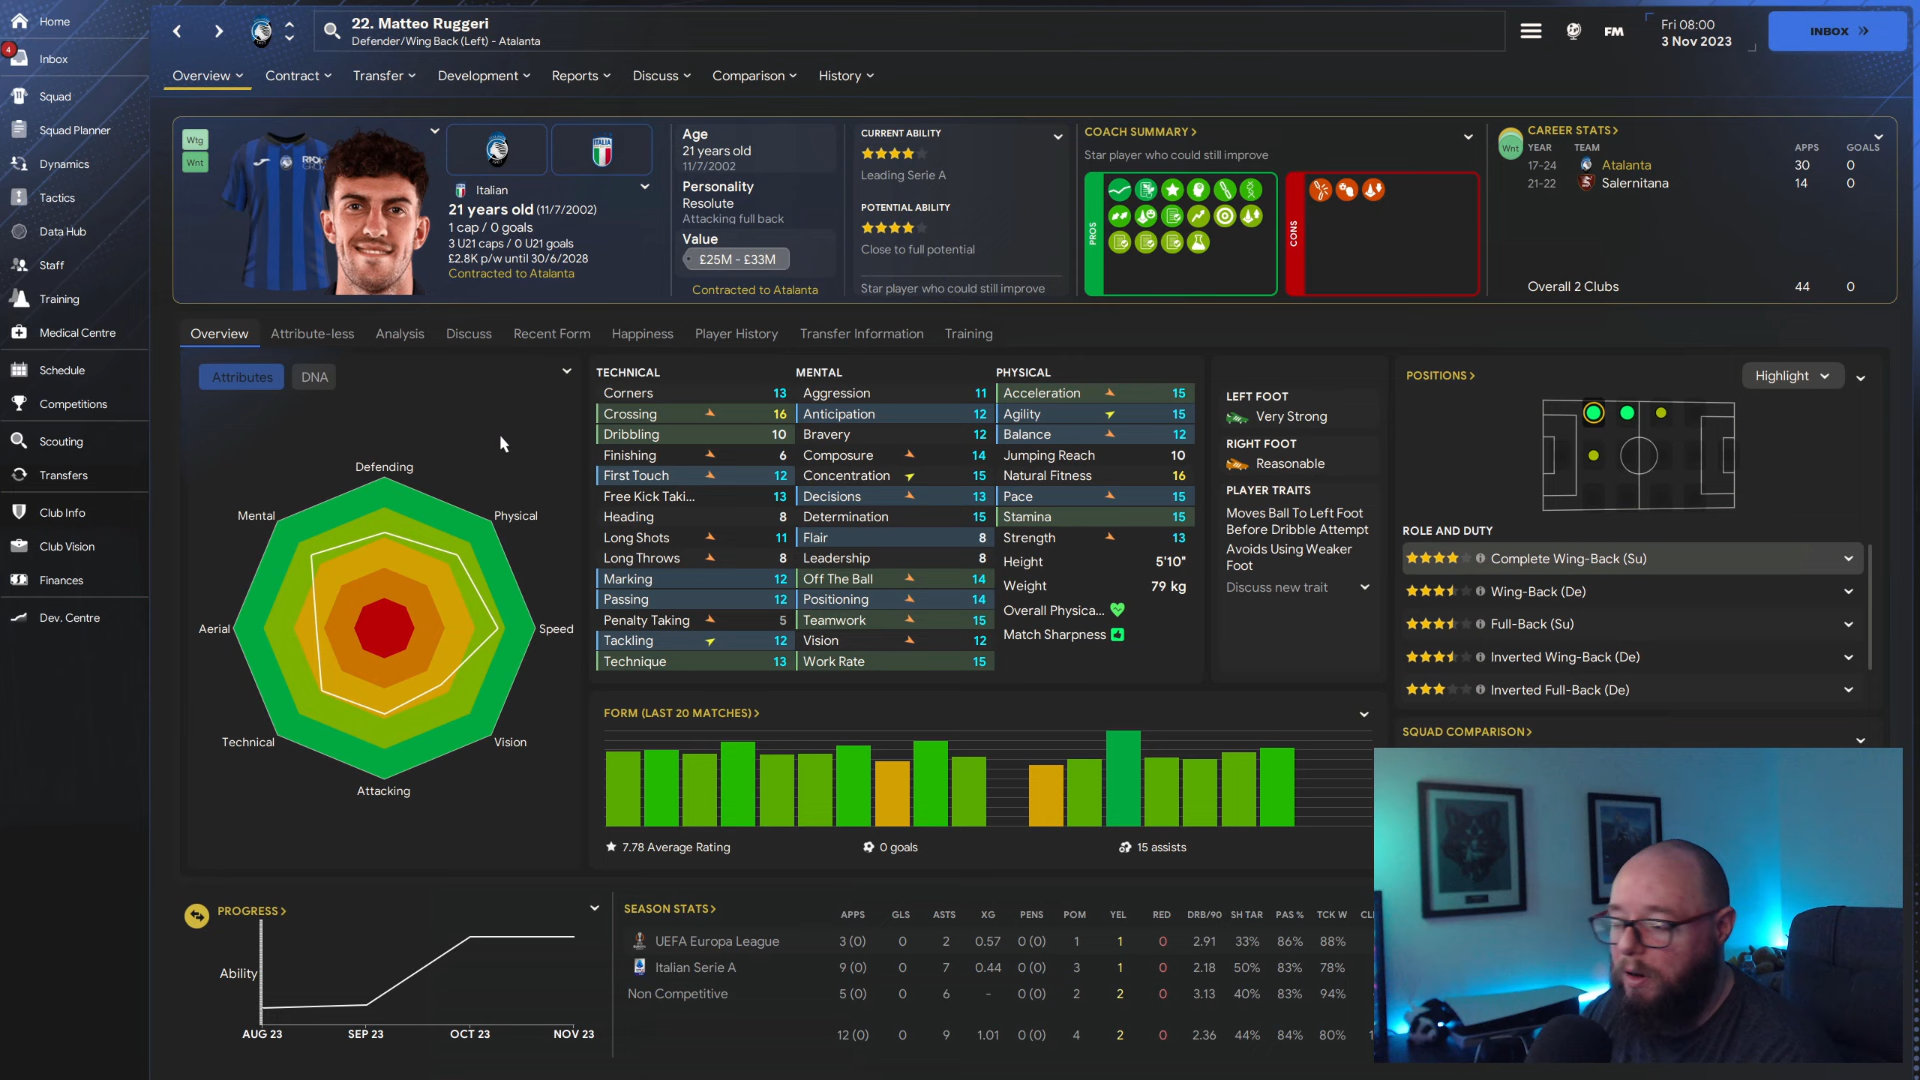 Home
4
Inbox
Squad
Squad Planner
Dynamics
Tactics
Data Hub
Staff
Training
Medical Centre
Schedule
Competitions
Scouting
Transfers
Club Info
Club Vision
Finances
Dev. Centre
22. Matteo Ruggeri
Defender/Wing Back (Left) - Atalanta
FM
Fri 08:00
3 Nov 2023
INBOX
Overview Contract Transfer Development Reports Discuss Comparison History
Wtg
Wnt
ITALIA
Italian
21 years old (11/7/2002)
1 cap / 0 goals
3 U21 caps / 0 U21 goals
£2.8K p/w until 30/6/2028
Contracted to Atalanta
Age
21 years old
11/7/2002
Personality
Resolute
Attacking full back
Value
£25M - £33M
Contracted to Atalanta
CURRENT ABILITY
Leading Serie A
POTENTIAL ABILITY
Close to full potential
Star player who could still improve
COACH SUMMARY >
Star player who could still improve
PROS
CONS
Wnt
CAREER STATS >
YEAR TEAM APPS GOALS
17-24 Atalanta 30 0
21-22 Salernitana 14 0
Overall 2 Clubs 44 0
Overview Attribute-less Analysis Discuss Recent Form Happiness Player History Transfer Information Training
Attributes DNA
Defending
Physical
Speed
Vision
Attacking
Technical
Aerial
Mental
TECHNICAL
Corners 13
Crossing 16
Dribbling 10
Finishing 6
First Touch 12
Free Kick Taki... 13
Heading 8
Long Shots 11
Long Throws 8
Marking 12
Passing 12
Penalty Taking 5
Tackling 12
Technique 13
MENTAL
Aggression 11
Anticipation 12
Bravery 12
Composure 14
Concentration 15
Decisions 13
Determination 15
Flair 8
Leadership 8
Off The Ball 14
Positioning 14
Teamwork 15
Vision 12
Work Rate 15
PHYSICAL
Acceleration 15
Agility 15
Balance 12
Jumping Reach 10
Natural Fitness 16
Pace 15
Stamina 15
Strength 13
Height 5'10"
Weight 79 kg
Overall Physica...
Match Sharpness
LEFT FOOT
Very Strong
RIGHT FOOT
Reasonable
PLAYER TRAITS
Moves Ball To Left Foot
Before Dribble Attempt
Avoids Using Weaker
Foot
Discuss new trait
POSITIONS >
Highlight
ROLE AND DUTY
Complete Wing-Back (Su)
Wing-Back (De)
Full-Back (Su)
Inverted Wing-Back (De)
Inverted Full-Back (De)
SQUAD COMPARISON >
FORM (LAST 20 MATCHES) >
7.78 Average Rating
0 goals
15 assists
PROGRESS >
Ability
AUG 23 SEP 23 OCT 23 NOV 23
SEASON STATS >
APPS GLS ASTS XG PENS POM YEL RED DRB/90 SH TAR PAS % TCK W
UEFA Europa League 3 (0) 0 2 0.57 0 (0) 1 1 0 2.91 33% 86% 88%
Italian Serie A 9 (0) 0 7 0.44 0 (0) 3 1 0 2.18 50% 83% 78%
Non Competitive 5 (0) 0 6 - 0 (0) 2 2 0 3.13 40% 83% 94%
12 (0) 0 9 1.01 0 (0) 4 2 0 2.36 44% 84% 80%